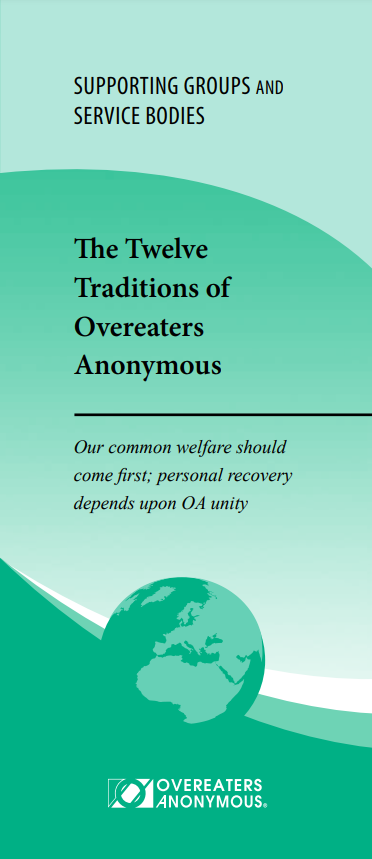 SUPPORTING GROUPS AND
SERVICE BODIES
The Twelve
Traditions of
Overeaters
Anonymous
Our common welfare should
come first; personal recovery
depends upon OA unity
OVEREATERS
ANONYMOUS®